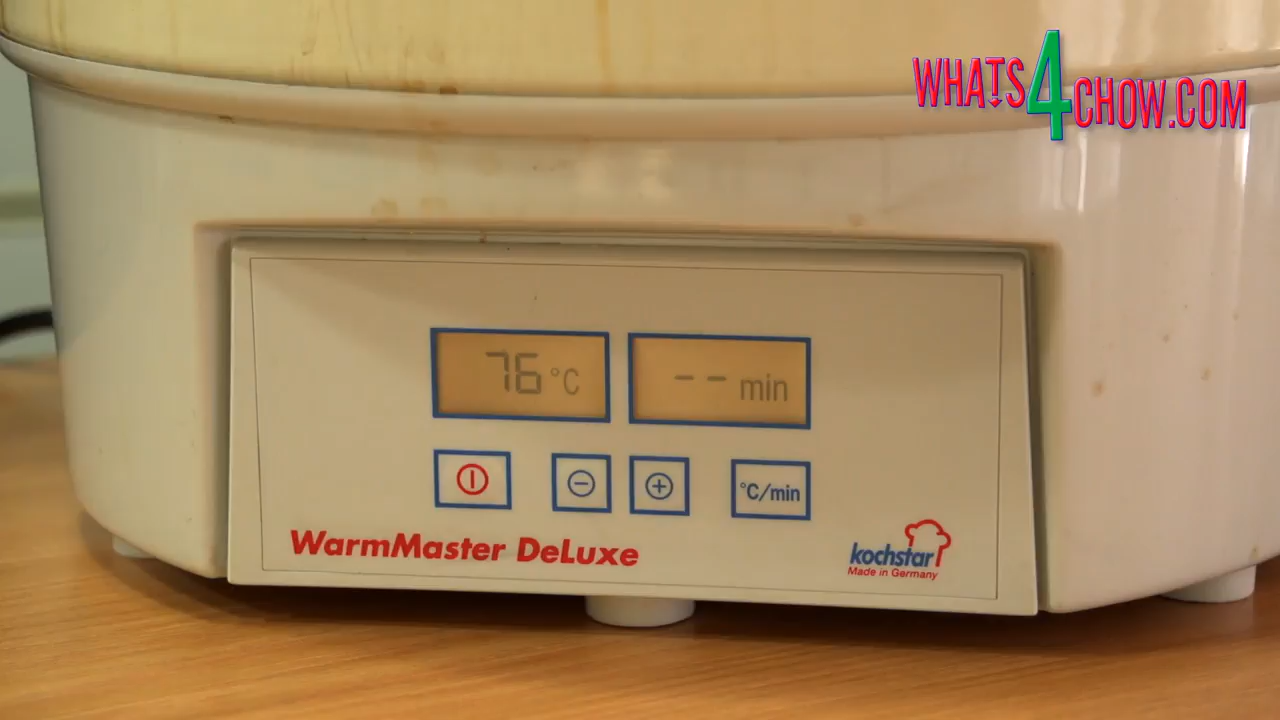 WHATS4CHOW.COM
76 °C
-- min
°C/min
WarmMaster DeLuxe
kochstar
Made in Germany